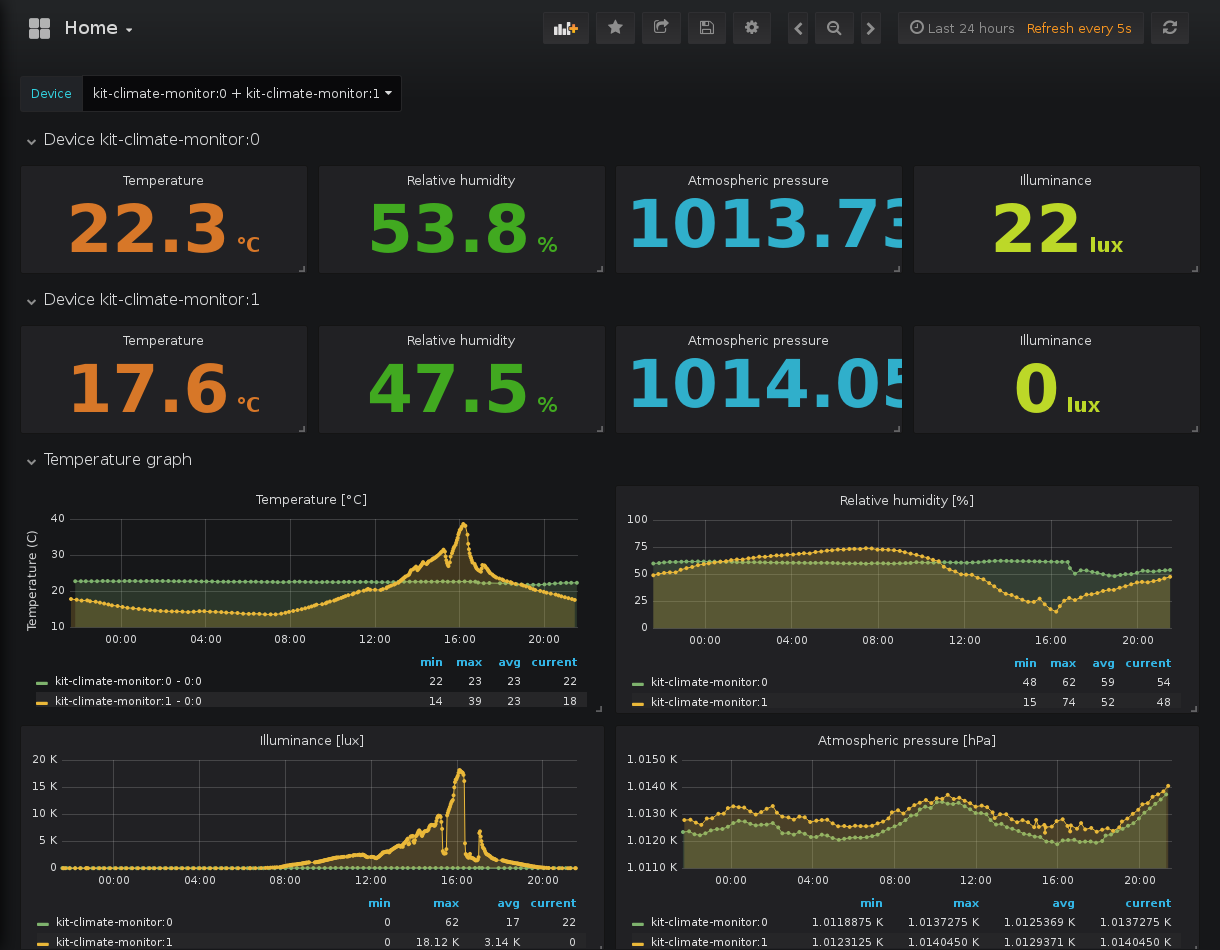 Home
Last 24 hours Refresh every 5s
Device kit-climate-monitor:0 + kit-climate-monitor:1
Device kit-climate-monitor:0
Temperature Relative humidity Atmospheric pressure Illuminance
22.3 °C 53.8 % 1013.73 22 lux
Device kit-climate-monitor:1
Temperature Relative humidity Atmospheric pressure Illuminance
17.6 °C 47.5 % 1014.05 0 lux
Temperature graph
Temperature [°C]
Temperature (C)
40
30
20
10
00:00 04:00 08:00 12:00 16:00 20:00
min max avg current
kit-climate-monitor:0 - 0:0 22 23 23 22
kit-climate-monitor:1 - 0:0 14 39 23 18
Relative humidity [%]
100
75
50
25
0
00:00 04:00 08:00 12:00 16:00 20:00
min max avg current
kit-climate-monitor:0 48 62 59 54
kit-climate-monitor:1 15 74 52 48
Illuminance [lux]
20 K
15 K
10 K
5 K
0
00:00 04:00 08:00 12:00 16:00 20:00
min max avg current
kit-climate-monitor:0 0 62 17 22
kit-climate-monitor:1 0 18.12 K 3.14 K 0
Atmospheric pressure [hPa]
1.0150 K
1.0140 K
1.0130 K
1.0120 K
1.0110 K
00:00 04:00 08:00 12:00 16:00 20:00
min max avg current
kit-climate-monitor:0 1.0118875 K 1.0137275 K 1.0125369 K 1.0137275 K
kit-climate-monitor:1 1.0123125 K 1.0140450 K 1.0129371 K 1.0140450 K